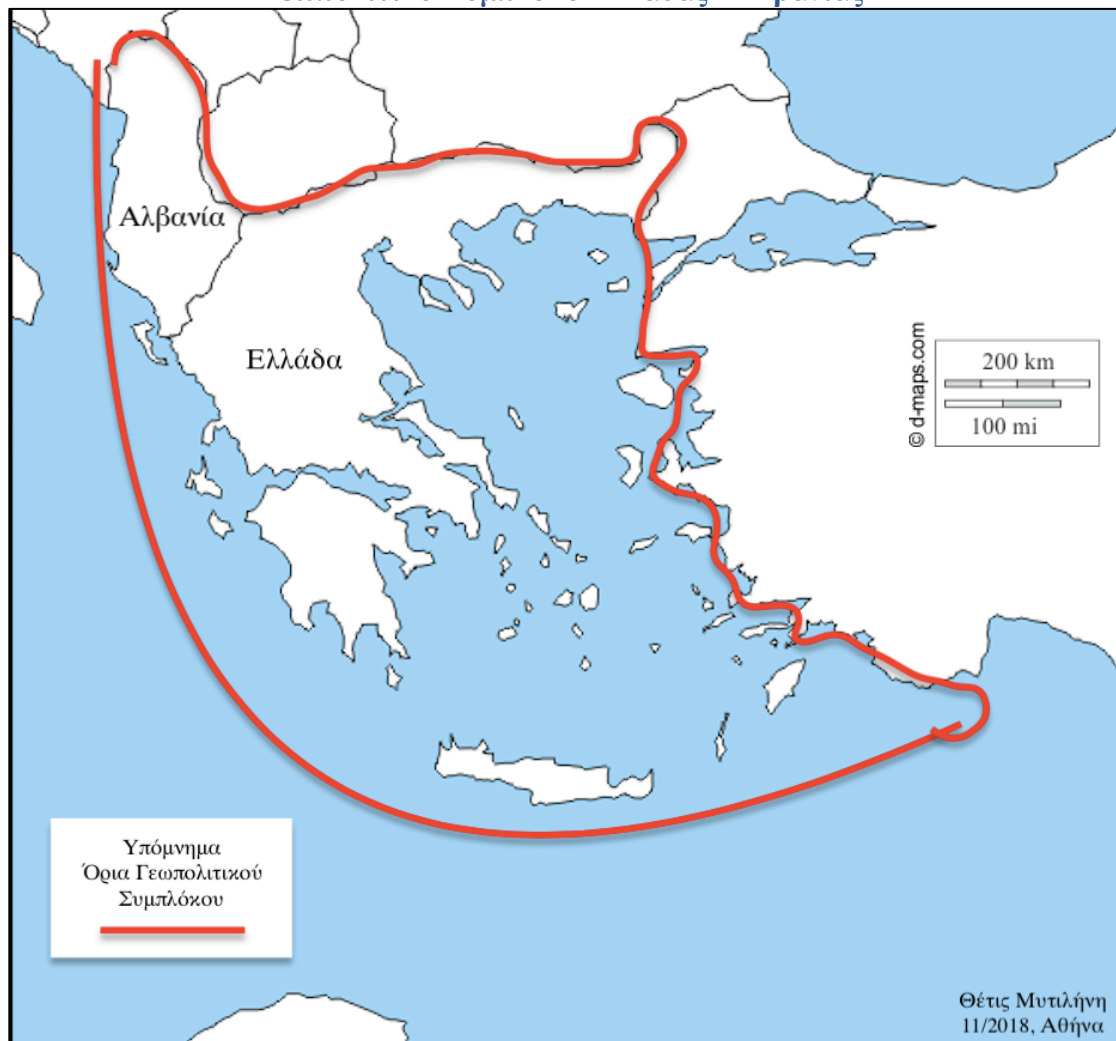 Αλβανία
Ελλάδα
© d-maps.com
200 km
100 mi
Υπόμνημα
Όρια Γεωπολιτικού
Συμπλόκου
Θέτις Μυτιλήνη
11/2018, Αθήνα